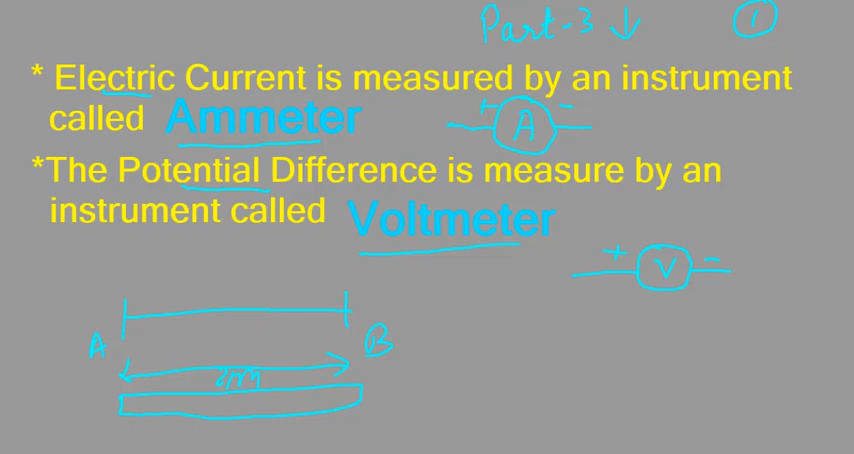 Part-3 ↓ 1
* Electric Current is measured by an instrument
called Ammeter
+ A -
*The Potential Difference is measure by an
instrument called Voltmeter
+ V -
A B
2m